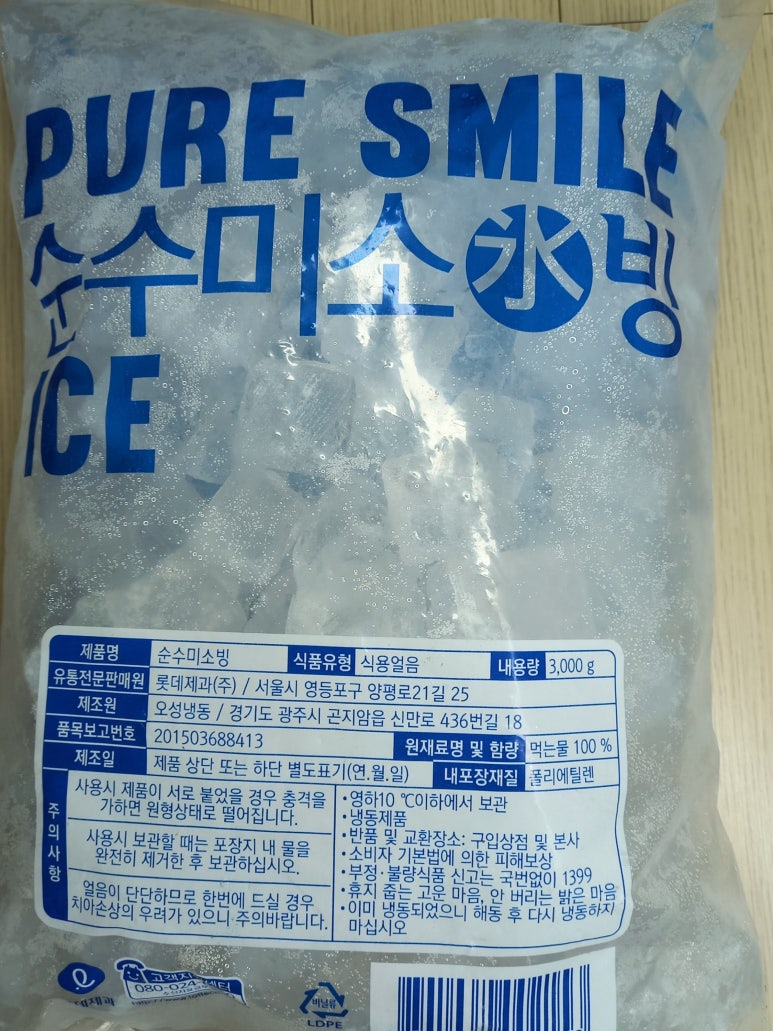 PURE SMILE
순수미소氷빙
ICE
제품명 순수미소빙 식품유형 식용얼음 내용량 3,000 g
유통전문판매원 롯데제과(주) / 서울시 영등포구 양평로21길 25
제조원 오성냉동 / 경기도 광주시 곤지암읍 신만로 436번길 18
품목보고번호 201503688413 원재료명 및 함량 먹는물 100 %
제조일 제품 상단 또는 하단 별도표기(연.월.일) 내포장재질 폴리에틸렌
주의사항
사용시 제품이 서로 붙었을 경우 충격을
가하면 원형상태로 떨어집니다.
사용시 보관할 때는 포장지 내 물을
완전히 제거한 후 보관하십시오.
얼음이 단단하므로 한번에 드실 경우
치아손상의 우려가 있으니 주의바랍니다.
•영하10 ℃이하에서 보관
•냉동제품
•반품 및 교환장소: 구입상점 및 본사
•소비자 기본법에 의한 피해보상
•부정·불량식품 신고는 국번없이 1399
•휴지 줍는 고운 마음, 안 버리는 밝은 마음
•이미 냉동되었으니 해동 후 다시 냉동하지
마십시오
080-024-
비닐류
LDPE